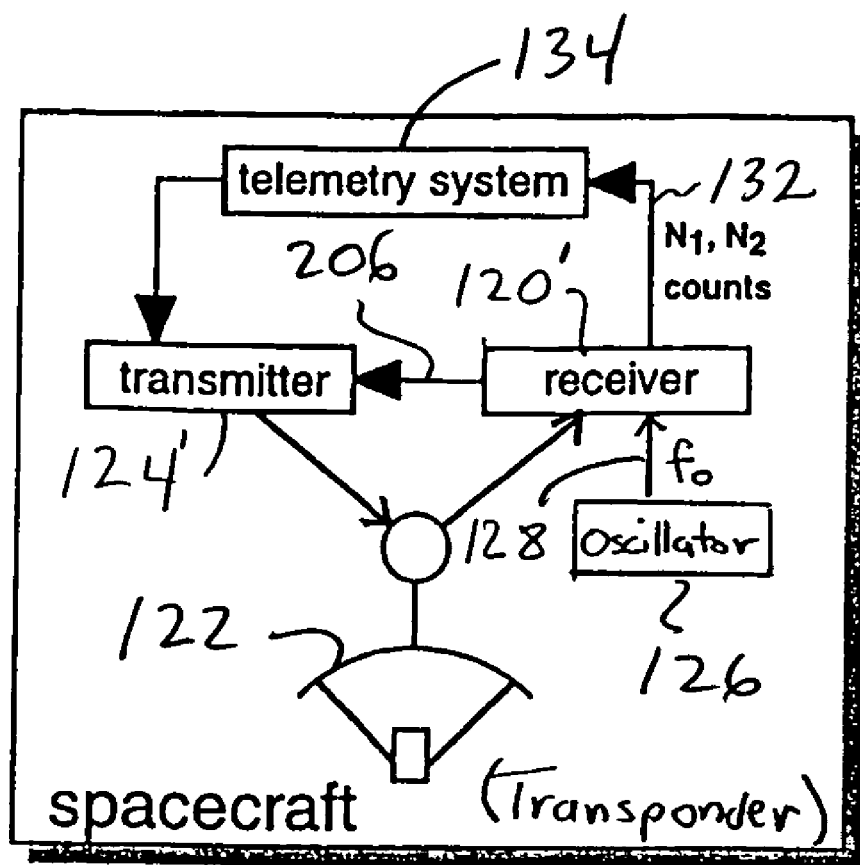 134
telemetry system
132
N₁, N₂
counts
206
120'
transmitter
receiver
124'
f₀
128
Oscillator
122
126
spacecraft
(Transponder)